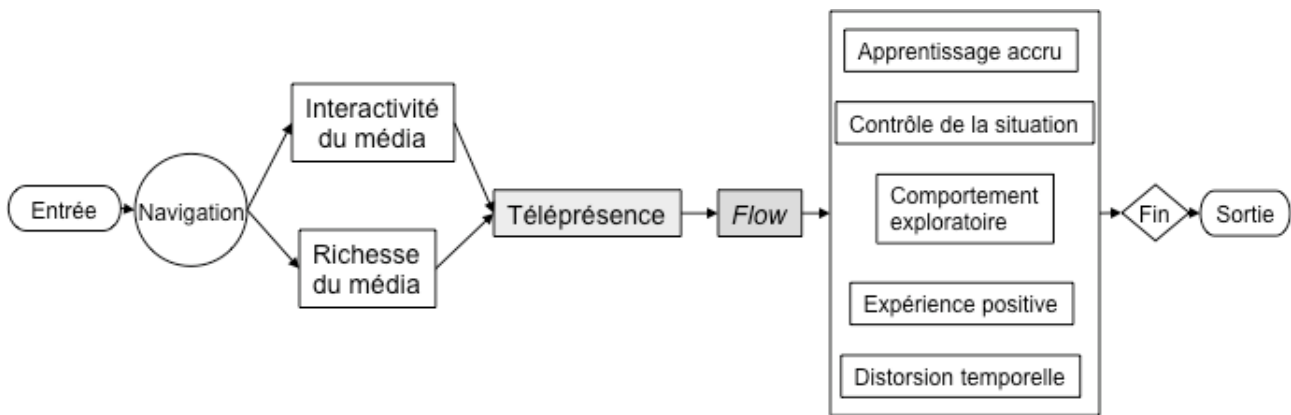 Entrée
Navigation
Interactivité
du média
Richesse
du média
Téléprésence
Flow
Apprentissage accru
Contrôle de la situation
Comportement
exploratoire
Expérience positive
Distorsion temporelle
Fin
Sortie